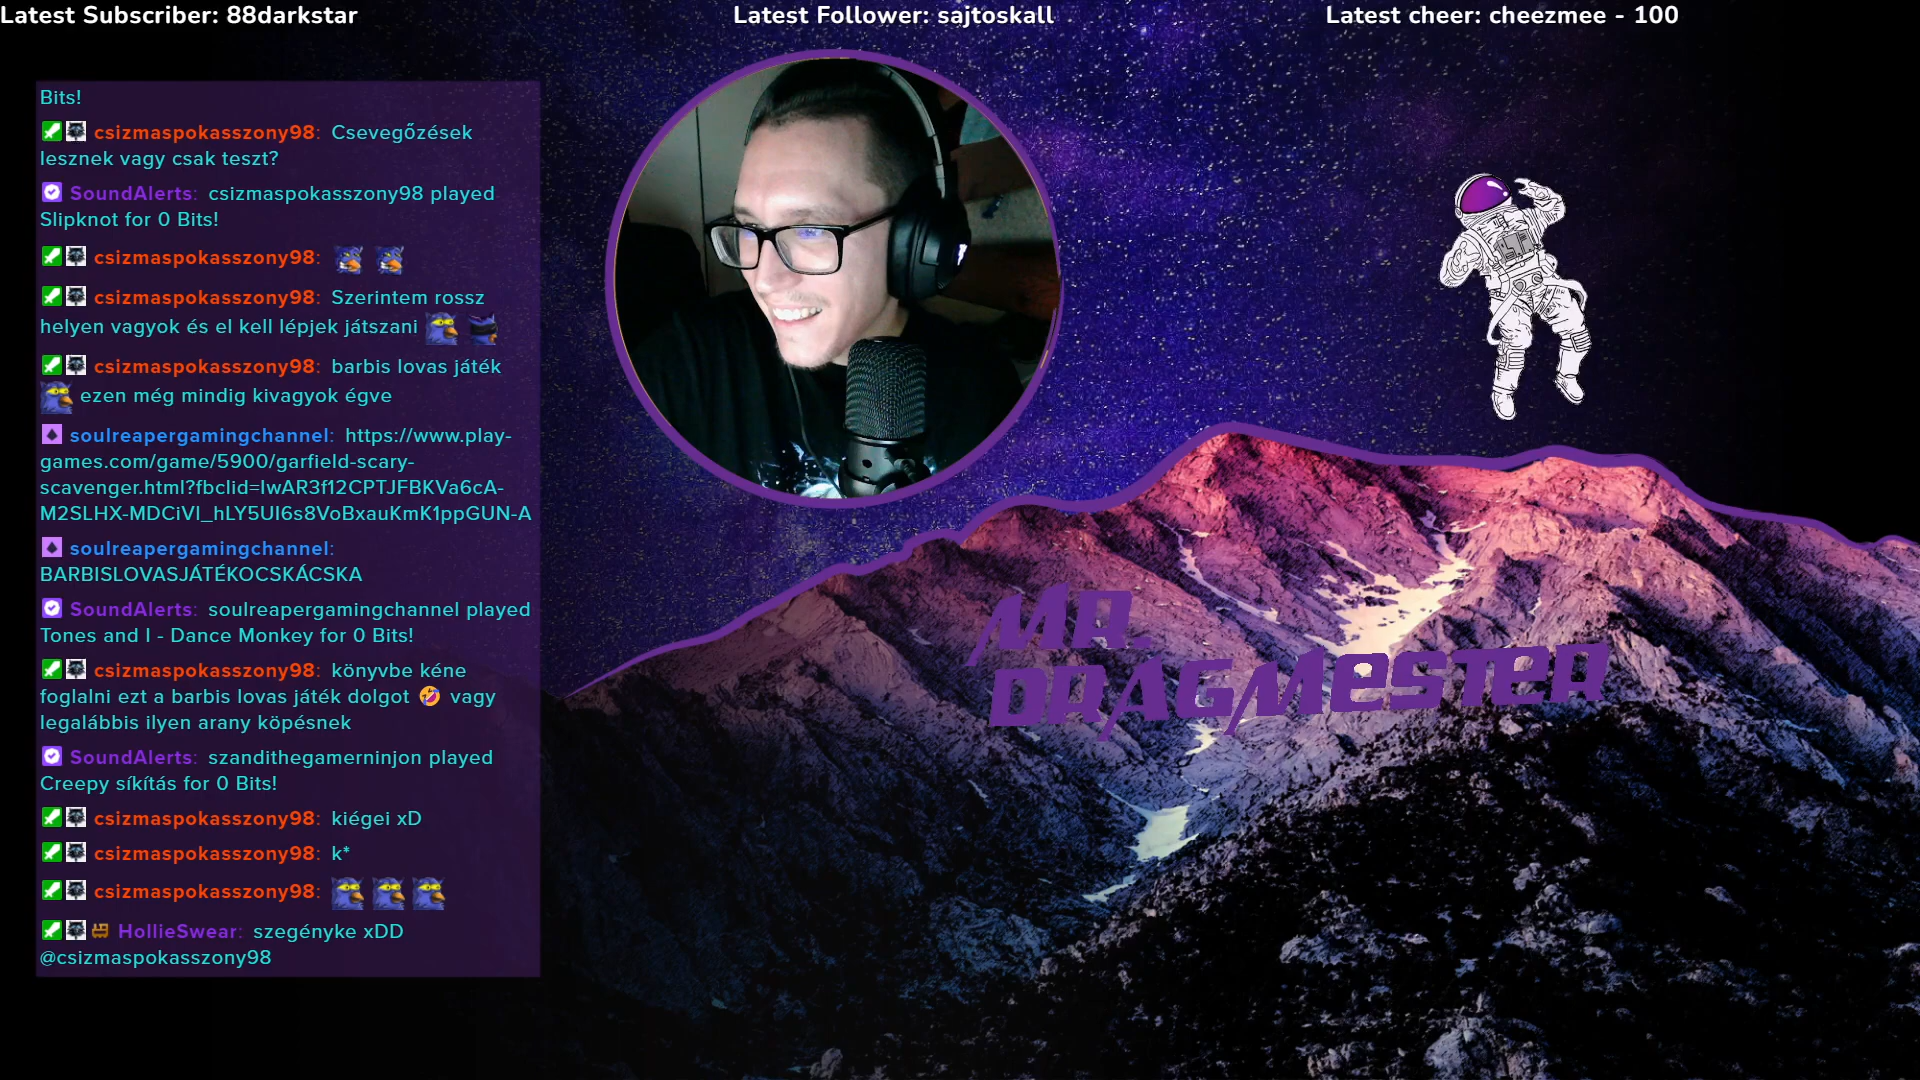 Latest Subscriber: 88darkstar
Latest Follower: sajtoskall
Latest cheer: cheezmee - 100
Bits!
csizmaspokasszony98: Csevegőzések
lesznek vagy csak teszt?
SoundAlerts: csizmaspokasszony98 played
Slipknot for 0 Bits!
csizmaspokasszony98:
csizmaspokasszony98: Szerintem rossz
helyen vagyok és el kell lépjek játszani
csizmaspokasszony98: barbis lovas játék
ezen még mindig kivagyok égve
soulreapergamingchannel: https://www.play-
games.com/game/5900/garfield-scary-
scavenger.html?fbclid=IwAR3f12CPTJFBKVa6cA-
M2SLHX-MDCiVI_hLY5UI6s8VoBxauKmK1ppGUN-A
soulreapergamingchannel:
BARBISLOVASJÁTÉKOCSKÁCSKA
SoundAlerts: soulreapergamingchannel played
Tones and I - Dance Monkey for 0 Bits!
csizmaspokasszony98: könyvbe kéne
foglalni ezt a barbis lovas játék dolgot 🤣 vagy
legalábbis ilyen arany köpésnek
SoundAlerts: szandithegamerninjon played
Creepy síkítás for 0 Bits!
csizmaspokasszony98: kiégei xD
csizmaspokasszony98: k*
csizmaspokasszony98:
HollieSwear: szegényke xDD
@csizmaspokasszony98
MR.
DRAGMESTER